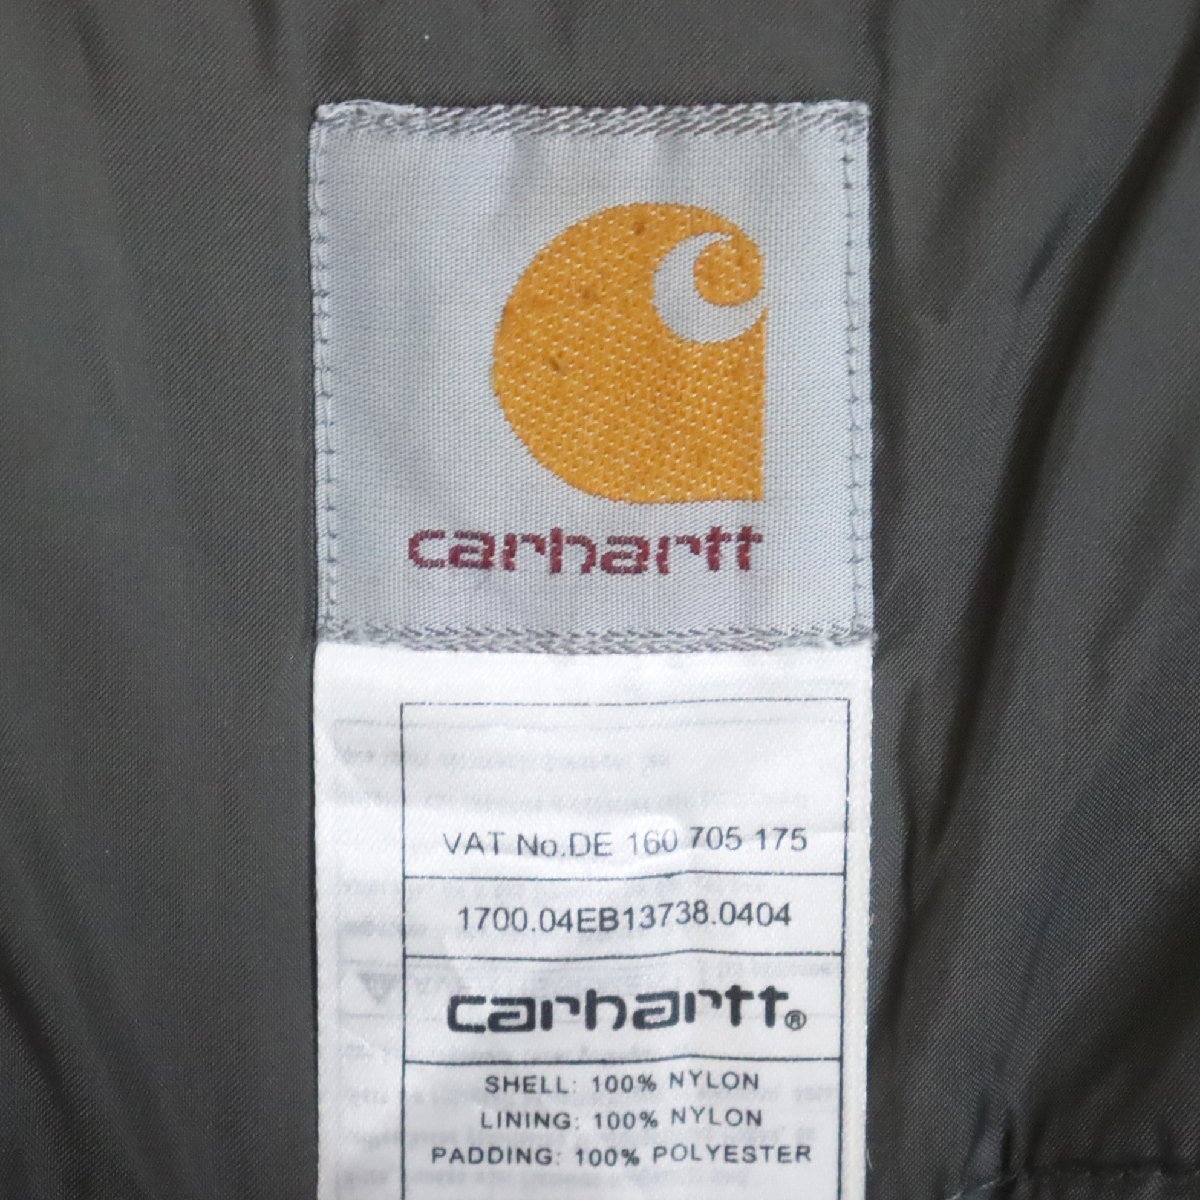 carhartt
VAT No.DE 160 705 175
1700.04EB13738.0404
carhartt®
SHELL: 100% NYLON
LINING: 100% NYLON
PADDING: 100% POLYESTER